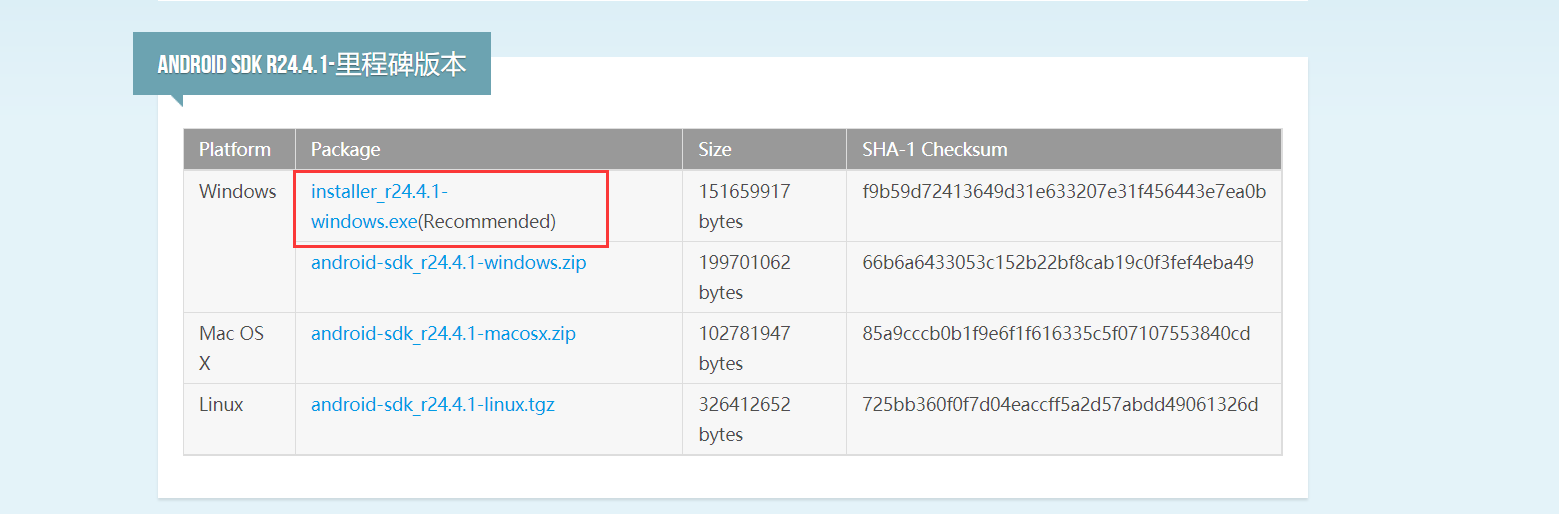 ANDROID SDK R24.4.1-里程碑版本
Platform Package Size SHA-1 Checksum
Windows installer_r24.4.1- 151659917 f9b59d72413649d31e633207e31f456443e7ea0b
windows.exe(Recommended) bytes
android-sdk_r24.4.1-windows.zip 199701062 66b6a6433053c152b22bf8cab19c0f3fef4eba49
bytes
Mac OS android-sdk_r24.4.1-macosx.zip 102781947 85a9cccb0b1f9e6f1f616335c5f07107553840cd
X bytes
Linux android-sdk_r24.4.1-linux.tgz 326412652 725bb360f0f7d04eaccff5a2d57abdd49061326d
bytes